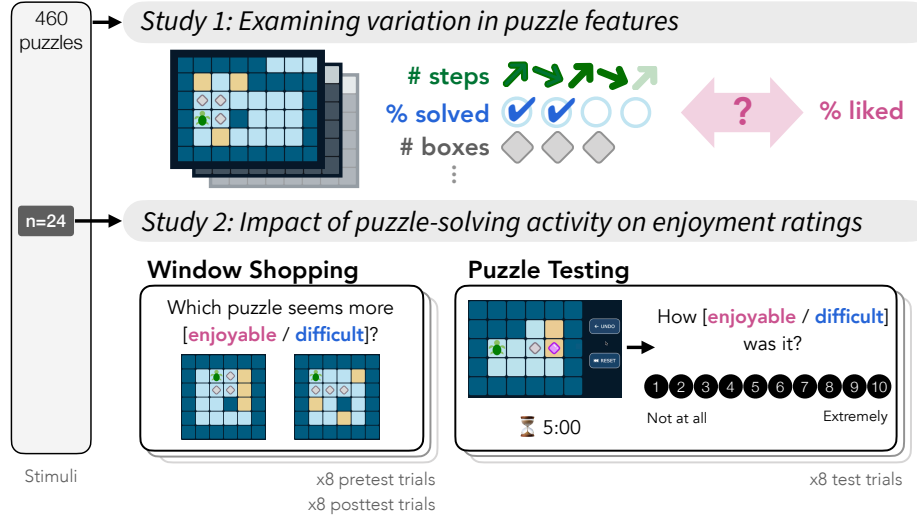 460
puzzles
Study 1: Examining variation in puzzle features
# steps
% solved
# boxes
?
% liked
n=24
Study 2: Impact of puzzle-solving activity on enjoyment ratings
Window Shopping
Which puzzle seems more
[enjoyable / difficult]?
x8 pretest trials
x8 posttest trials
Puzzle Testing
← UNDO
RESET
5:00
How [enjoyable / difficult]
was it?
1 2 3 4 5 6 7 8 9 10
Not at all Extremely
x8 test trials
Stimuli